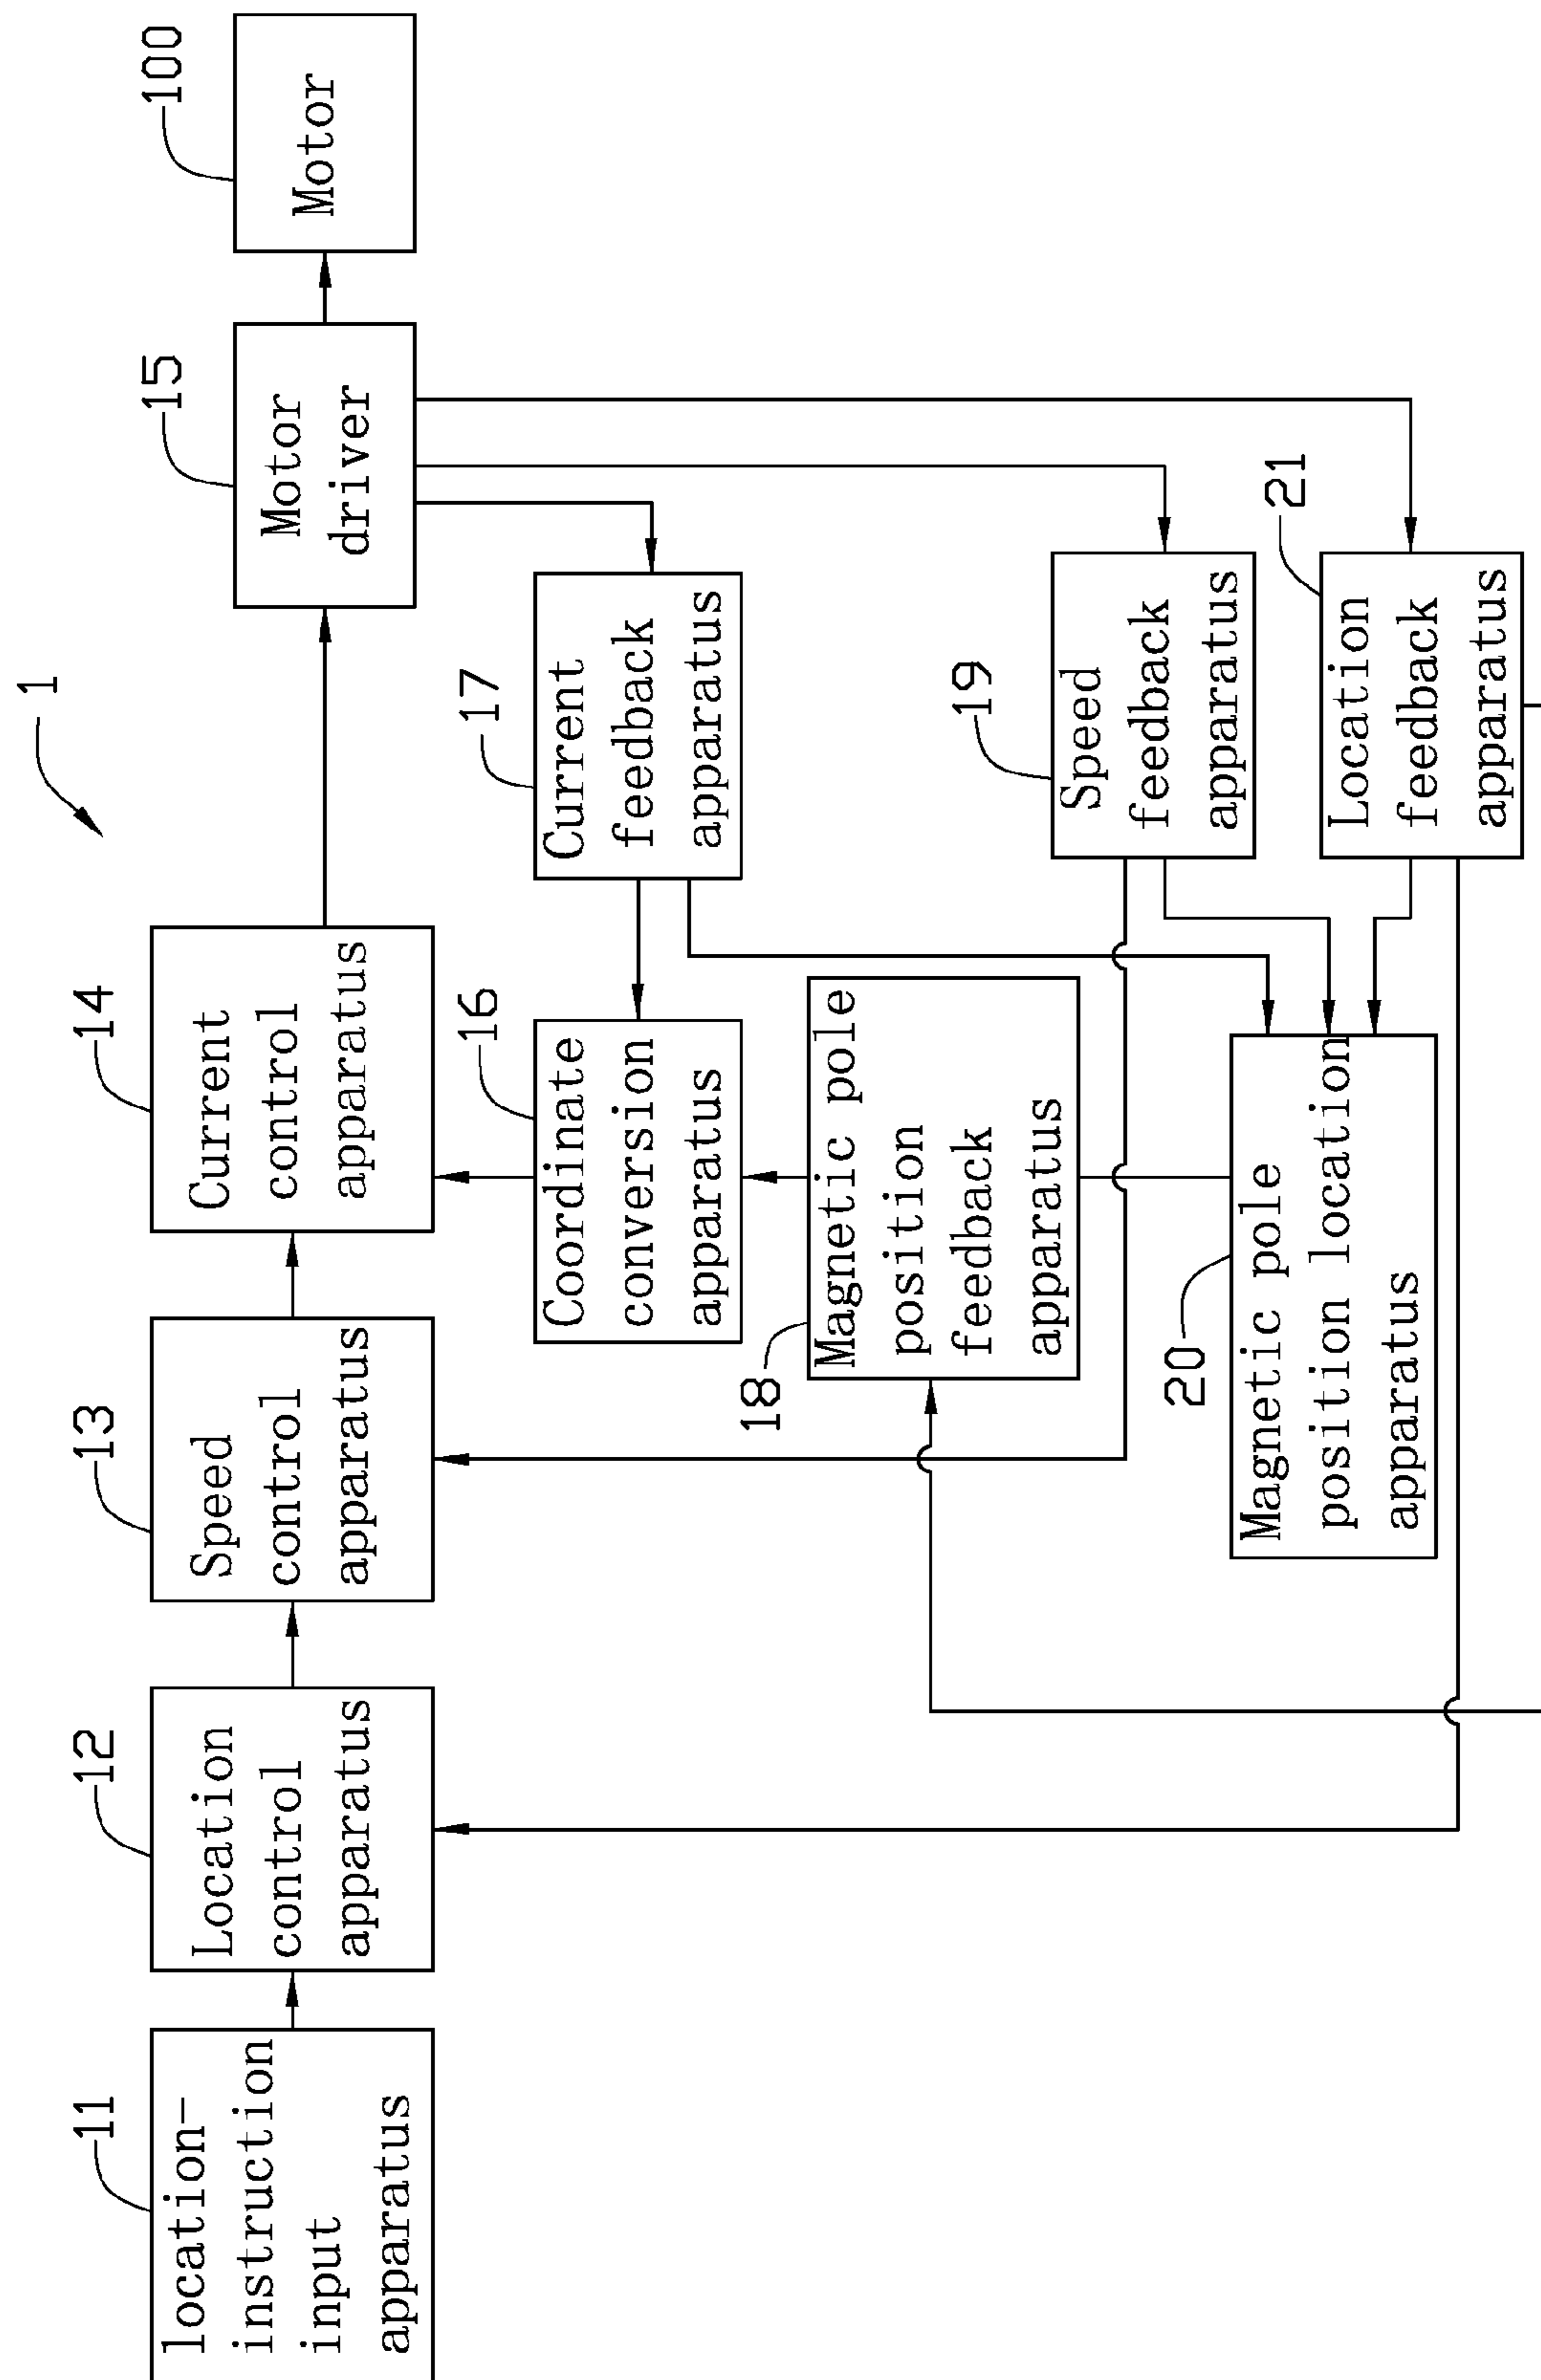 1
11
location-
instruction
input
apparatus
12
Location
control
apparatus
13
Speed
control
apparatus
14
Current
control
apparatus
15
Motor
driver
100
Motor
16
Coordinate
conversion
apparatus
17
Current
feedback
apparatus
18
Magnetic pole
position
feedback
apparatus
19
Speed
feedback
apparatus
20
Magnetic pole
position location
apparatus
21
Location
feedback
apparatus